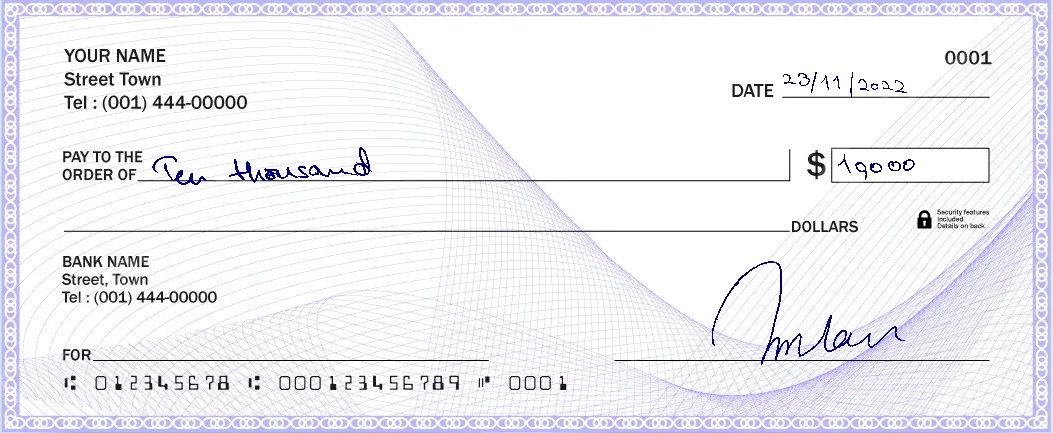 YOUR NAME
0001
Street Town
DATE 23/11/2022
Tel : (001) 444-00000
PAY TO THE
ORDER OF Ten thousand $ 10000
Security features
included.
Details on back.
DOLLARS
BANK NAME
Street, Town
Tel : (001) 444-00000
FOR
⑆ 012345678 ⑆ 000123456789 ⑈ 0001